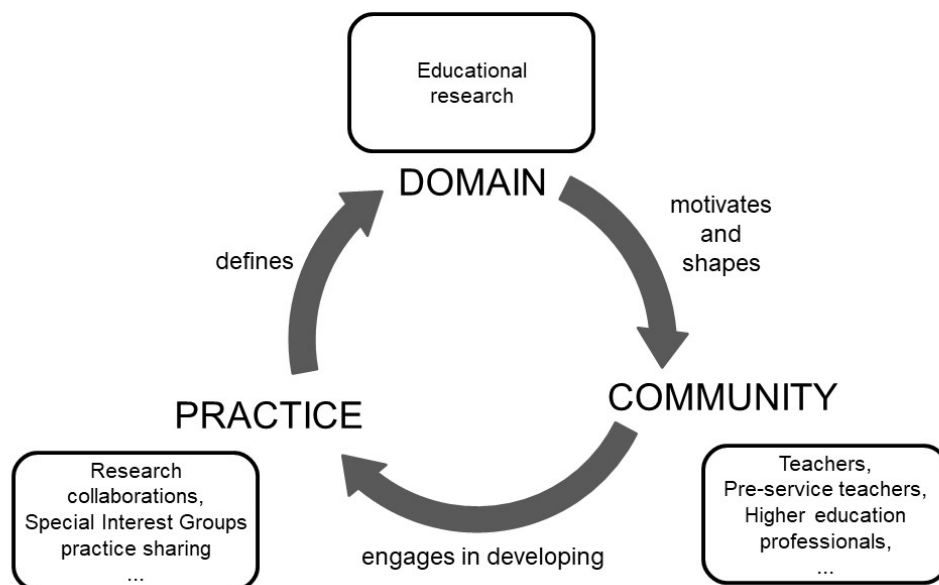 Educational
research
DOMAIN
motivates
and
shapes
defines
PRACTICE
COMMUNITY
Research
collaborations,
Special Interest Groups
practice sharing
...
Teachers,
Pre-service teachers,
Higher education
professionals,
...
engages in developing